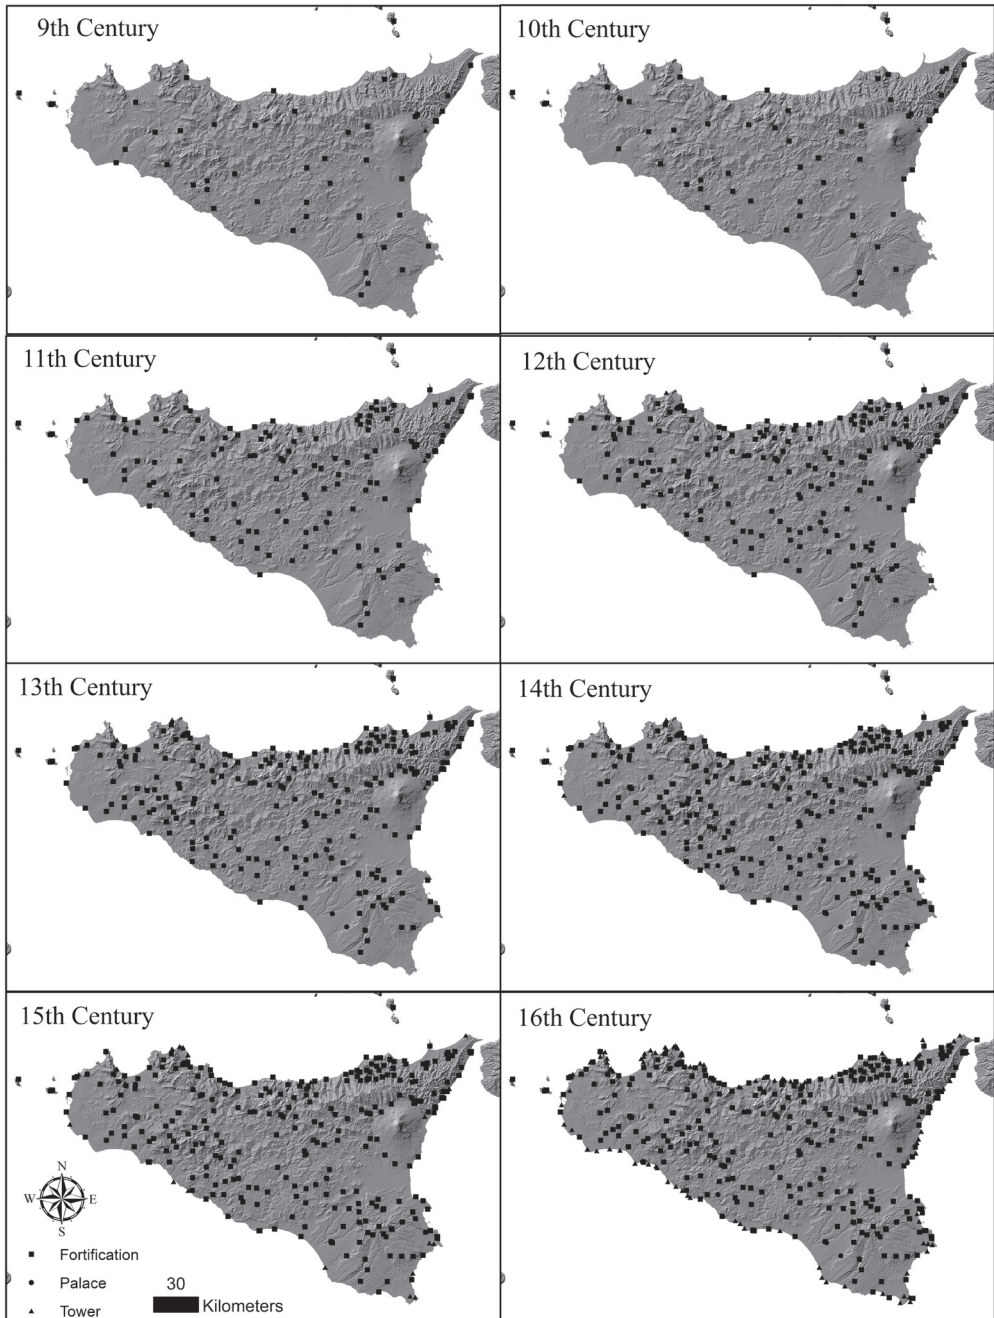 9th Century
10th Century
11th Century
12th Century
13th Century
14th Century
15th Century
16th Century
N
W E
S
Fortification
Palace
Tower
30
Kilometers